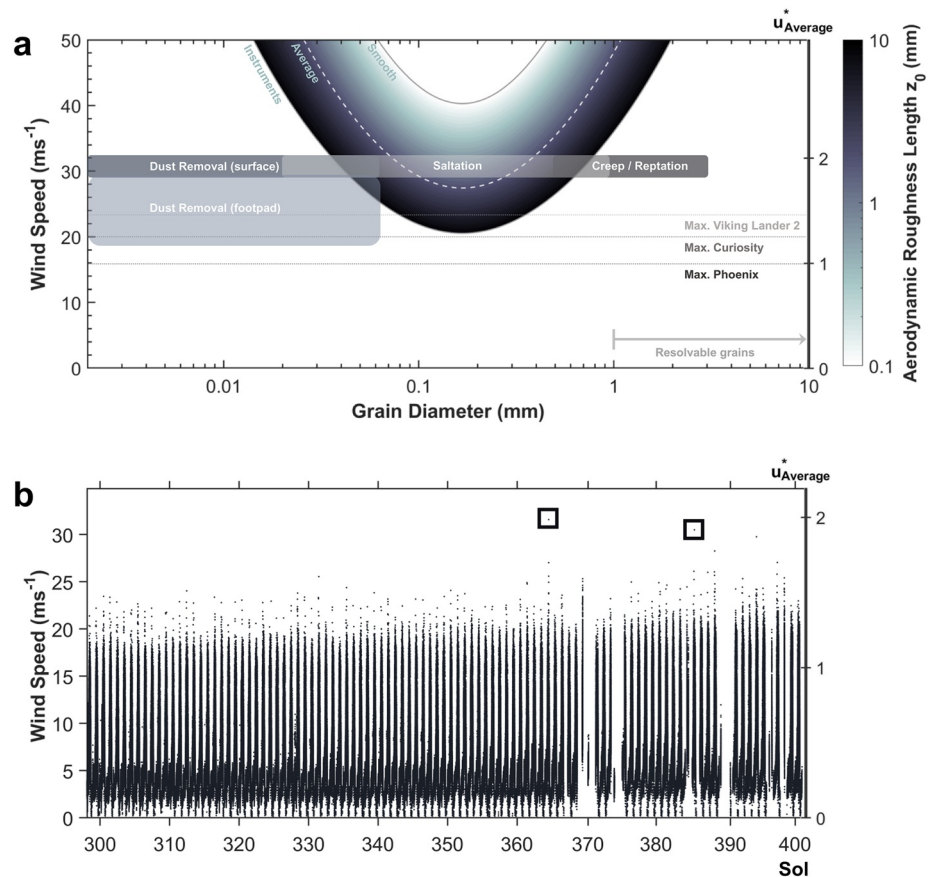 a
u*Average
50
40
30
20
10
0
Wind Speed (ms-1)
Instruments
Average
Smooth
Dust Removal (surface)
Saltation
Creep / Reptation
Dust Removal (footpad)
Max. Viking Lander 2
Max. Curiosity
Max. Phoenix
Resolvable grains
2
1
0
0.01
0.1
1
10
Grain Diameter (mm)
10
1
0.1
Aerodynamic Roughness Length z0 (mm)
b
u*Average
30
25
20
15
10
5
0
Wind Speed (ms-1)
2
1
0
300
310
320
330
340
350
360
370
380
390
400
Sol